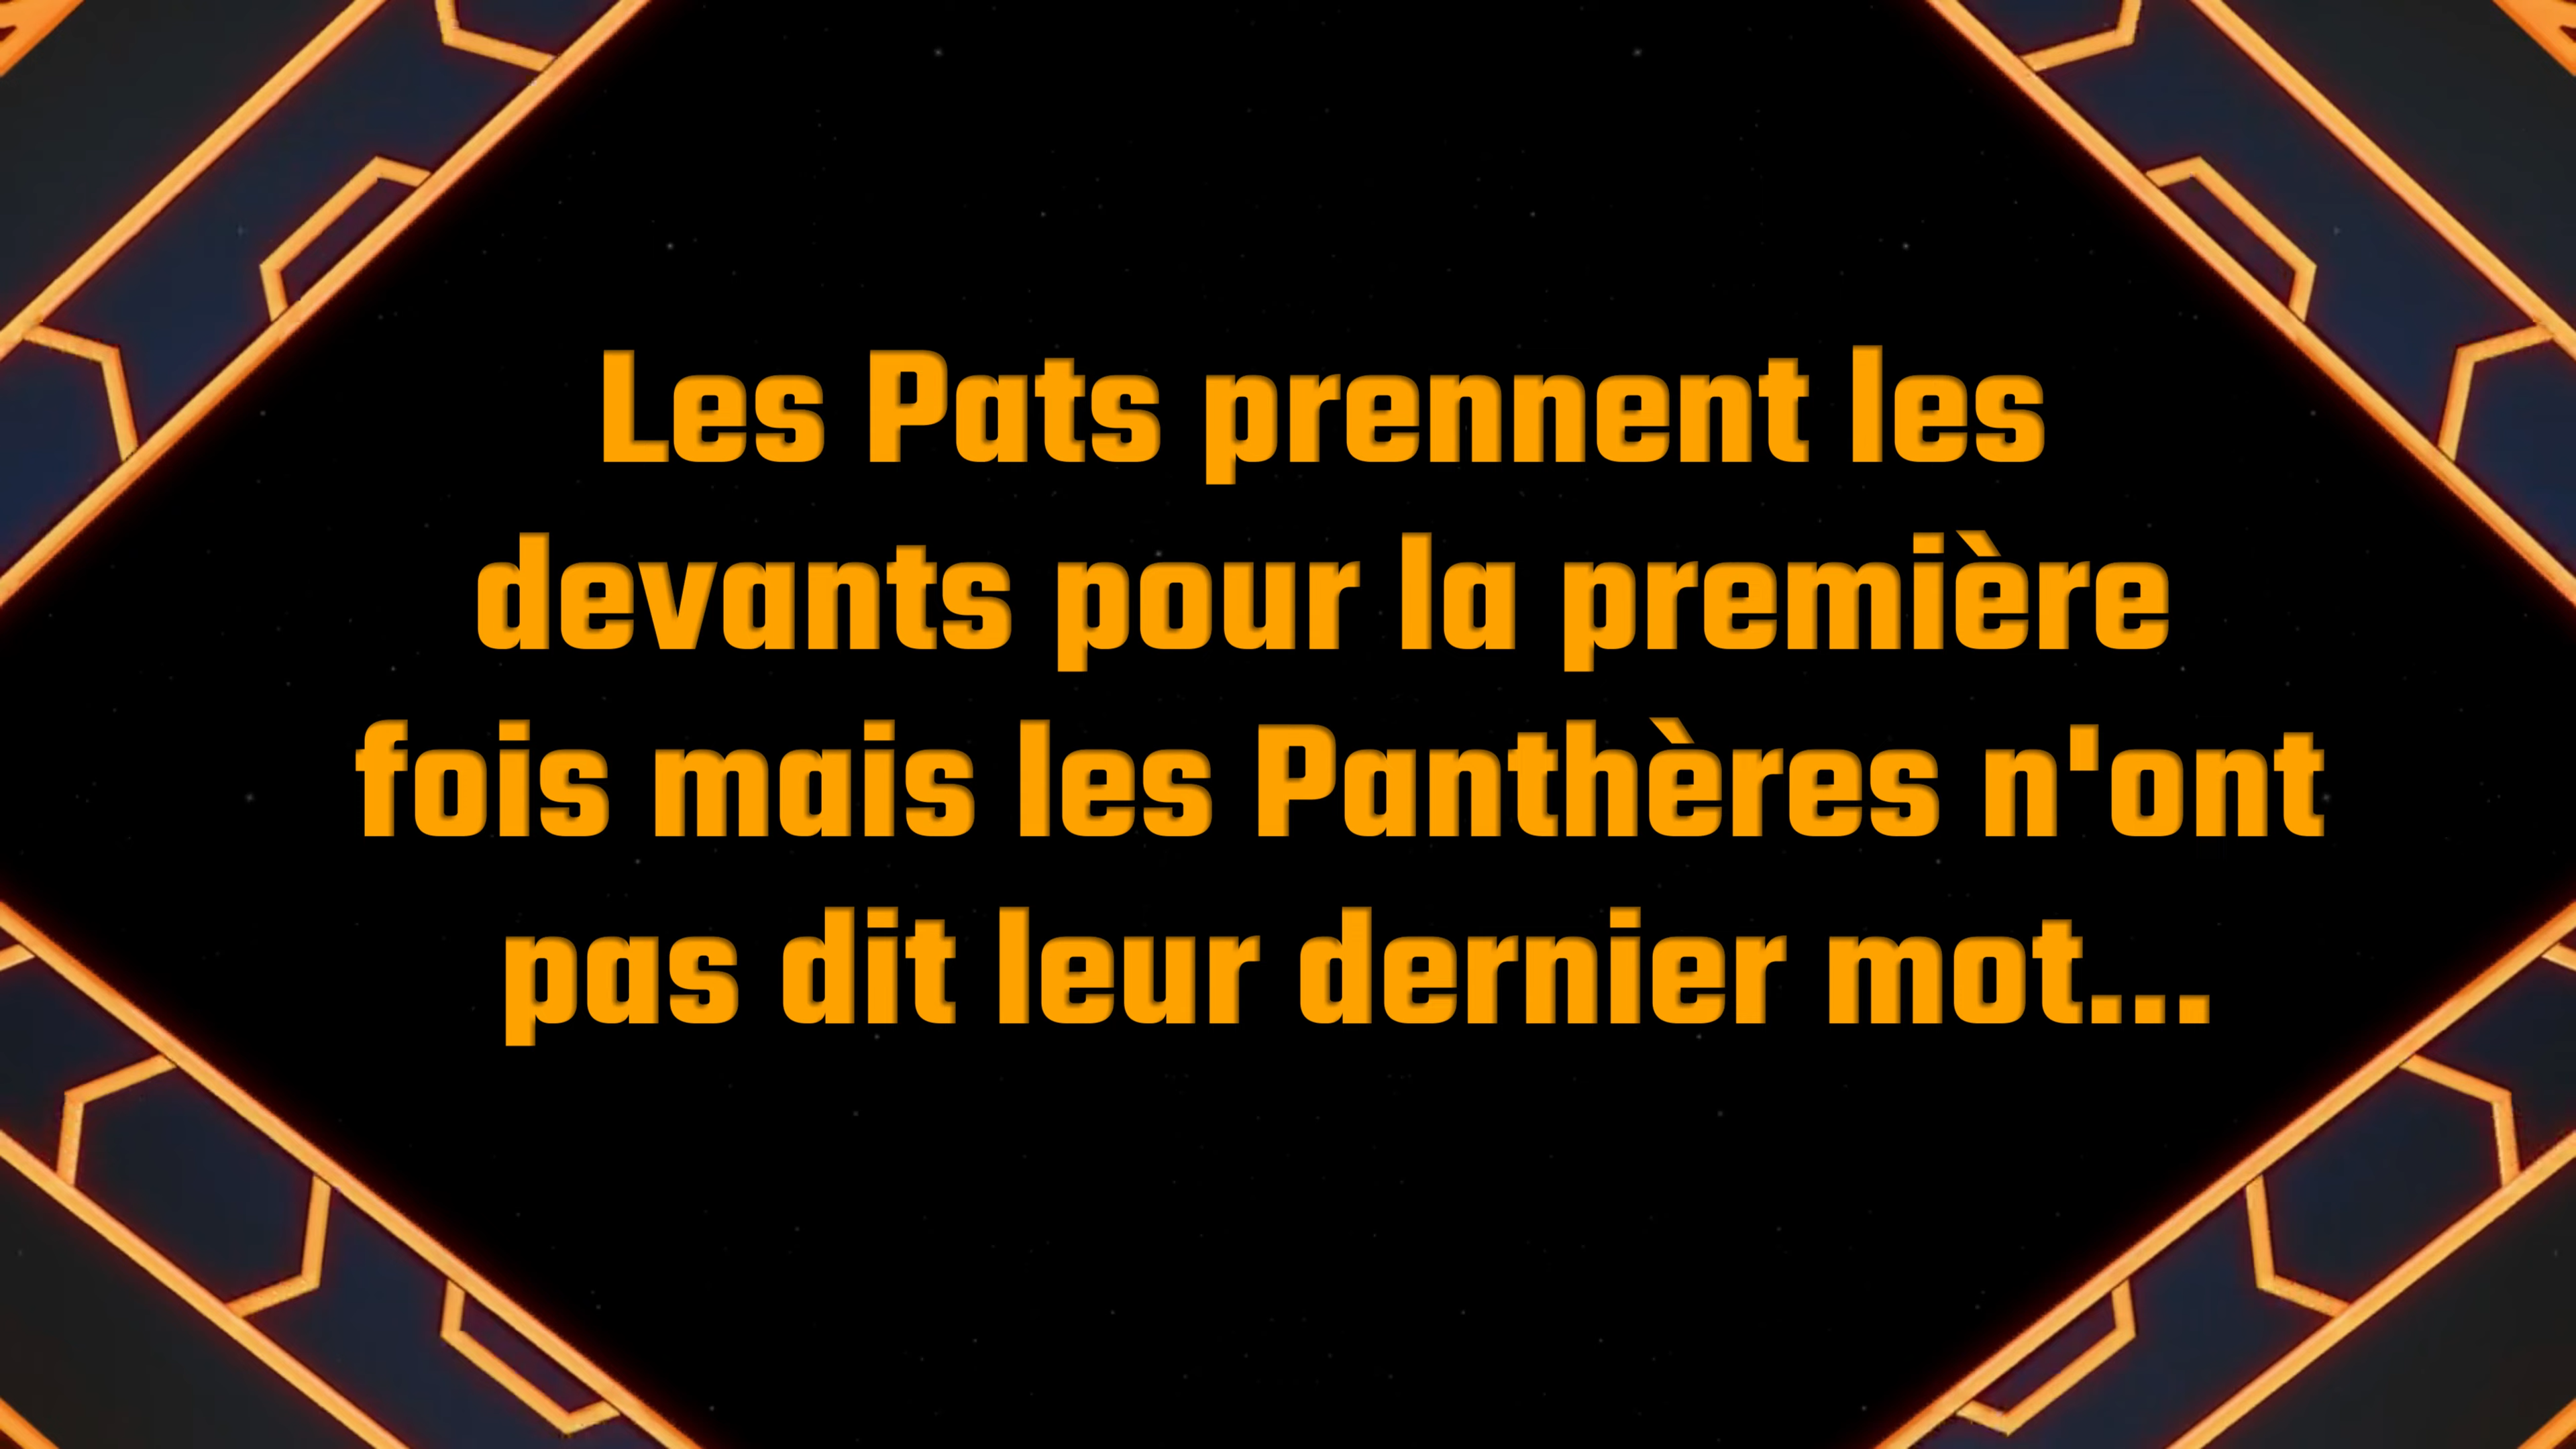 Les Pats prennent les
devants pour la première
fois mais les Panthères n'ont
pas dit leur dernier mot...